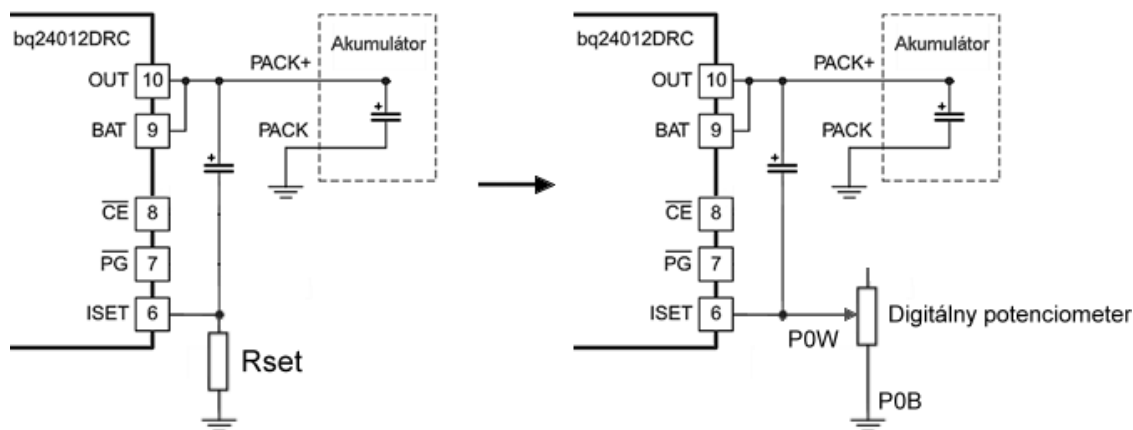 bq24012DRC
Akumulátor
OUT 10
PACK+
BAT 9
PACK
+
+
CE 8
PG 7
ISET 6
Rset
bq24012DRC
Akumulátor
OUT 10
PACK+
BAT 9
PACK
+
+
CE 8
PG 7
ISET 6
P0W
Digitálny potenciometer
P0B